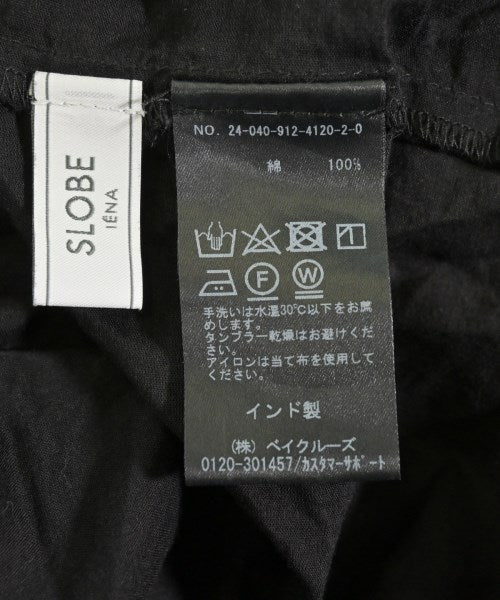 SLOBE
IÉNA
NO. 24-040-912-4120-2-0
綿 100%
F W
手洗いは水温30℃以下をお薦
めします。
タンブラー乾燥はお避けくださ
い。
アイロンは当て布を使用して
ください。
インド製
(株) ベイクルーズ
0120-301457/カスタマーサポート